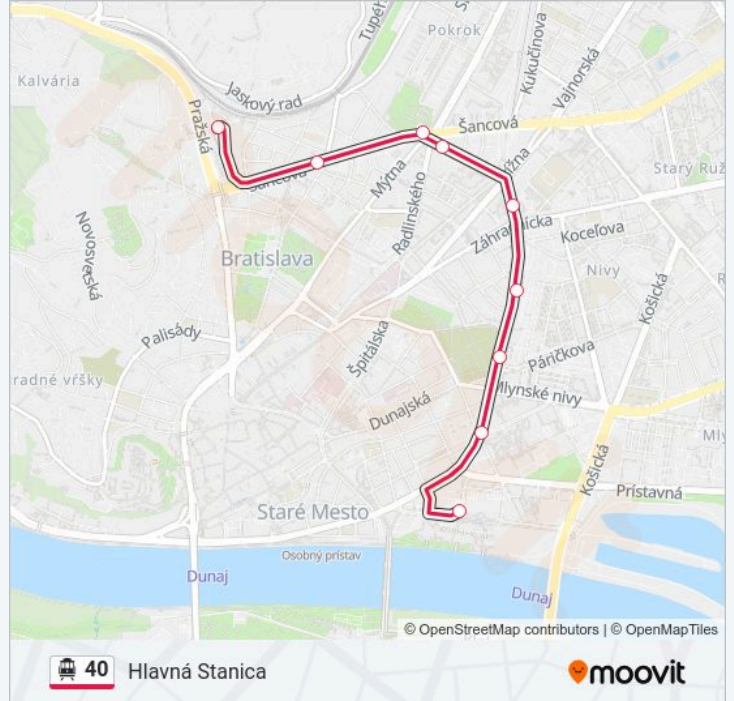 Tupéh
Pokrok
Kukučínova
Vajnorská
Kalvária
Jaskový rad
Pražská
Šancová
Šancová
Mýtna
Radlinského
Starý Ruž
Novosvetská
Bratislava
Záhradnícka
Koceľova
Nivy
Košická
Palisády
Špitálska
Páričkova
radné vŕšky
Dunajská
Mlynské nivy
Mly
Košická
Prístavná
Staré Mesto
Osobný prístav
Dunaj
Dunaj
© OpenStreetMap contributors | © OpenMapTiles
40 Hlavná Stanica
moovit